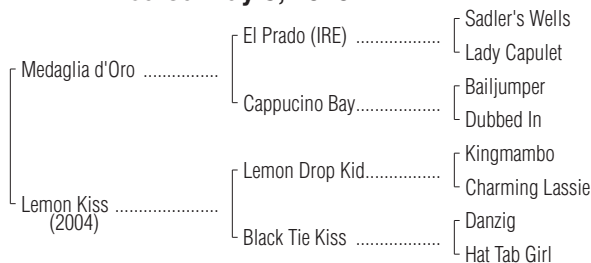 El Prado (IRE) ..................
Sadler's Wells
Lady Capulet
Medaglia d'Oro ................
Cappucino Bay..................
Bailjumper
Dubbed In
Lemon Drop Kid................
Kingmambo
Charming Lassie
Lemon Kiss ......................
(2004)
Black Tie Kiss ..................
Danzig
Hat Tab Girl